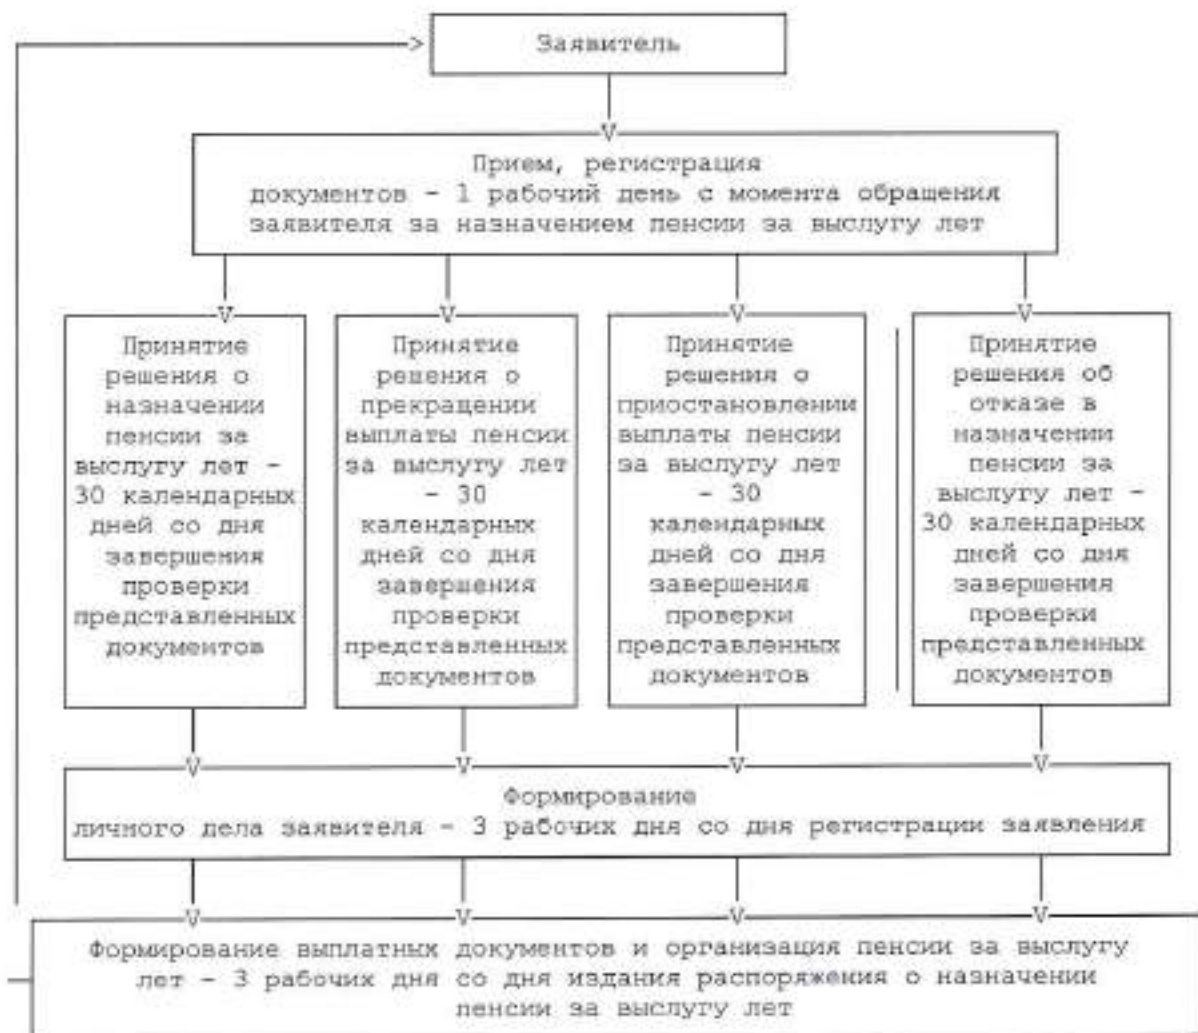 Заявитель
Прием, регистрация
документов - 1 рабочий день с момента обращения
заявителя за назначением пенсии за выслугу лет
Принятие
решения о
назначении
пенсии за
выслугу лет -
30 календарных
дней со дня
завершения
проверки
представленных
документов
Принятие
решения о
прекращении
выплаты пенсии
за выслугу лет
- 30
календарных
дней со дня
завершения
проверки
представленных
документов
Принятие
решения о
приостановлении
выплаты пенсии
за выслугу лет
- 30
календарных
дней со дня
завершения
проверки
представленных
документов
Принятие
решения об
отказе в
назначении
пенсии за
выслугу лет -
30 календарных
дней со дня
завершения
проверки
представленных
документов
Формирование
личного дела заявителя - 3 рабочих дня со дня регистрации заявления
Формирование выплатных документов и организация пенсии за выслугу
лет - 3 рабочих дня со дня издания распоряжения о назначении
пенсии за выслугу лет